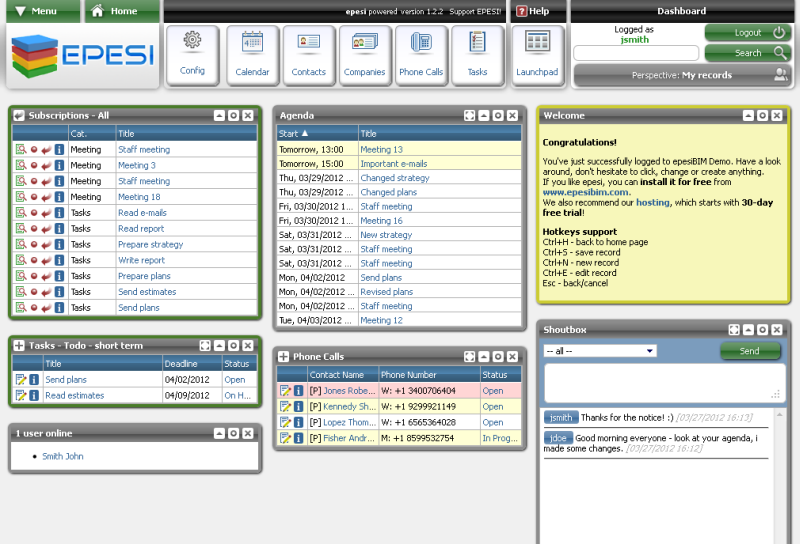 Menu Home epesi powered version 1.2.2 Support EPESI! Help Dashboard
EPESI
Config Calendar Contacts Companies Phone Calls Tasks Launchpad
Logged as
jsmith
Logout
Search
Perspective: My records
Subscriptions - All
Cat. Title
Meeting Staff meeting
Meeting Meeting 3
Meeting Staff meeting
Meeting Meeting 18
Tasks Read e-mails
Tasks Read report
Tasks Prepare strategy
Tasks Write report
Tasks Prepare plans
Tasks Send estimates
Tasks Send plans
Tasks - Todo - short term
Title Deadline Status
Send plans 04/02/2012 Open
Read estimates 04/09/2012 On H...
1 user online
Smith John
Agenda
Start Title
Tomorrow, 13:00 Meeting 13
Tomorrow, 15:00 Important e-mails
Thu, 03/29/2012 ... Changed strategy
Thu, 03/29/2012 ... Changed plans
Fri, 03/30/2012 1... Staff meeting
Fri, 03/30/2012 1... Meeting 16
Sat, 03/31/2012 ... New strategy
Sat, 03/31/2012 ... Staff meeting
Mon, 04/02/2012 Send plans
Mon, 04/02/2012 ... Revised plans
Mon, 04/02/2012 ... Staff meeting
Tue, 04/03/2012 ... Meeting 12
Phone Calls
Contact Name Phone Number Status
[P] Jones Robe... W: +1 3400706404 Open
[P] Kennedy Sh... W: +1 9299921149 Open
[P] Lopez Thom... W: +1 6565364028 Open
[P] Fisher Andr... M: +1 8599532754 In Prog...
Welcome
Congratulations!
You've just successfully logged to epesiBIM Demo. Have a look
around, don't hesitate to click, change or create anything.
If you like epesi, you can install it for free from
www.epesibim.com.
We also recommend our hosting, which starts with 30-day
free trial!
Hotkeys support
Ctrl+H - back to home page
Ctrl+S - save record
Ctrl+N - new record
Ctrl+E - edit record
Esc - back/cancel
Shoutbox
-- all -- Send
jsmith Thanks for the notice! :) [03/27/2012 16:13]
jdoe Good morning everyone - look at your agenda, i
made some changes. [03/27/2012 16:12]